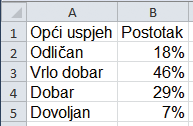 A B
1 Opći uspjeh Postotak
2 Odličan 18%
3 Vrlo dobar 46%
4 Dobar 29%
5 Dovoljan 7%